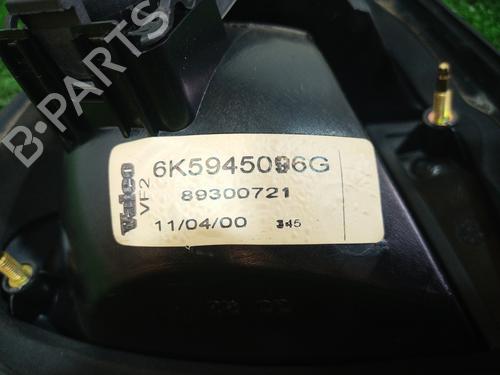 B-PARTS
Valeo
VF2
6K5945096G
89300721
11/04/00 345